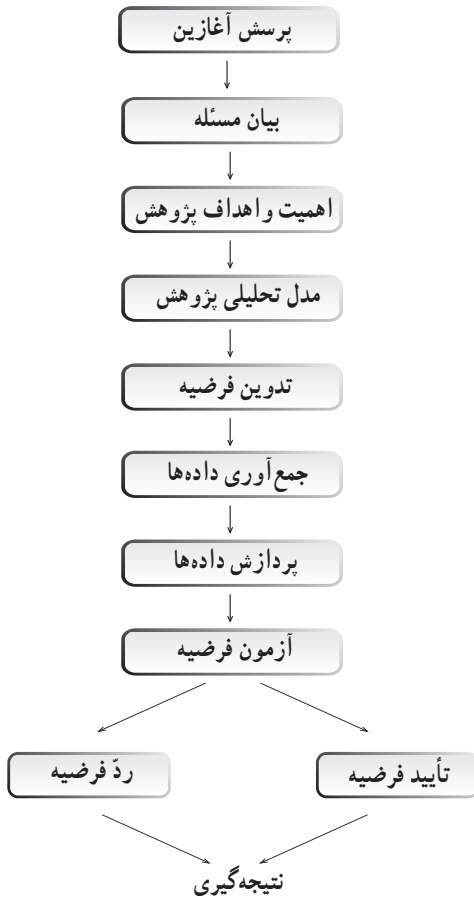 پرسش آغازین
بیان مسئله
اهمیت و اهداف پژوهش
مدل تحلیلی پژوهش
تدوین فرضیه
جمع‌آوری داده‌ها
پردازش داده‌ها
آزمون فرضیه
تأیید فرضیه
ردّ فرضیه
نتیجه‌گیری